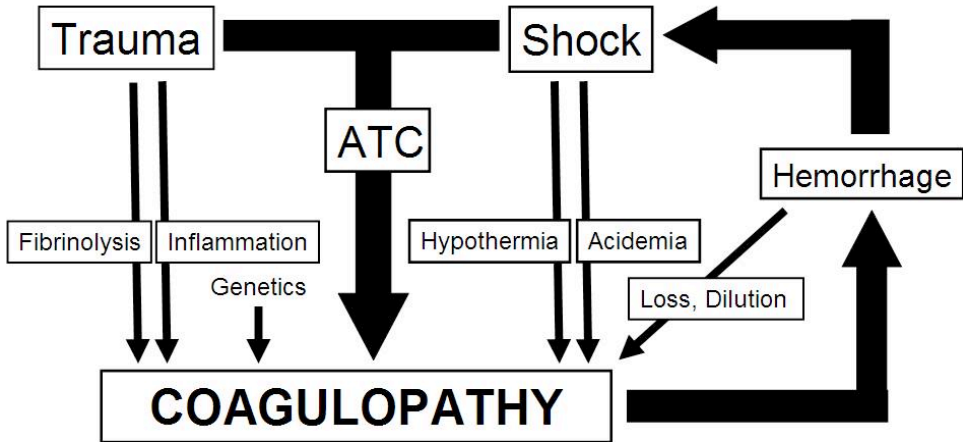 Trauma
Shock
ATC
Hemorrhage
Fibrinolysis
Inflammation
Hypothermia
Acidemia
Genetics
Loss, Dilution
COAGULOPATHY